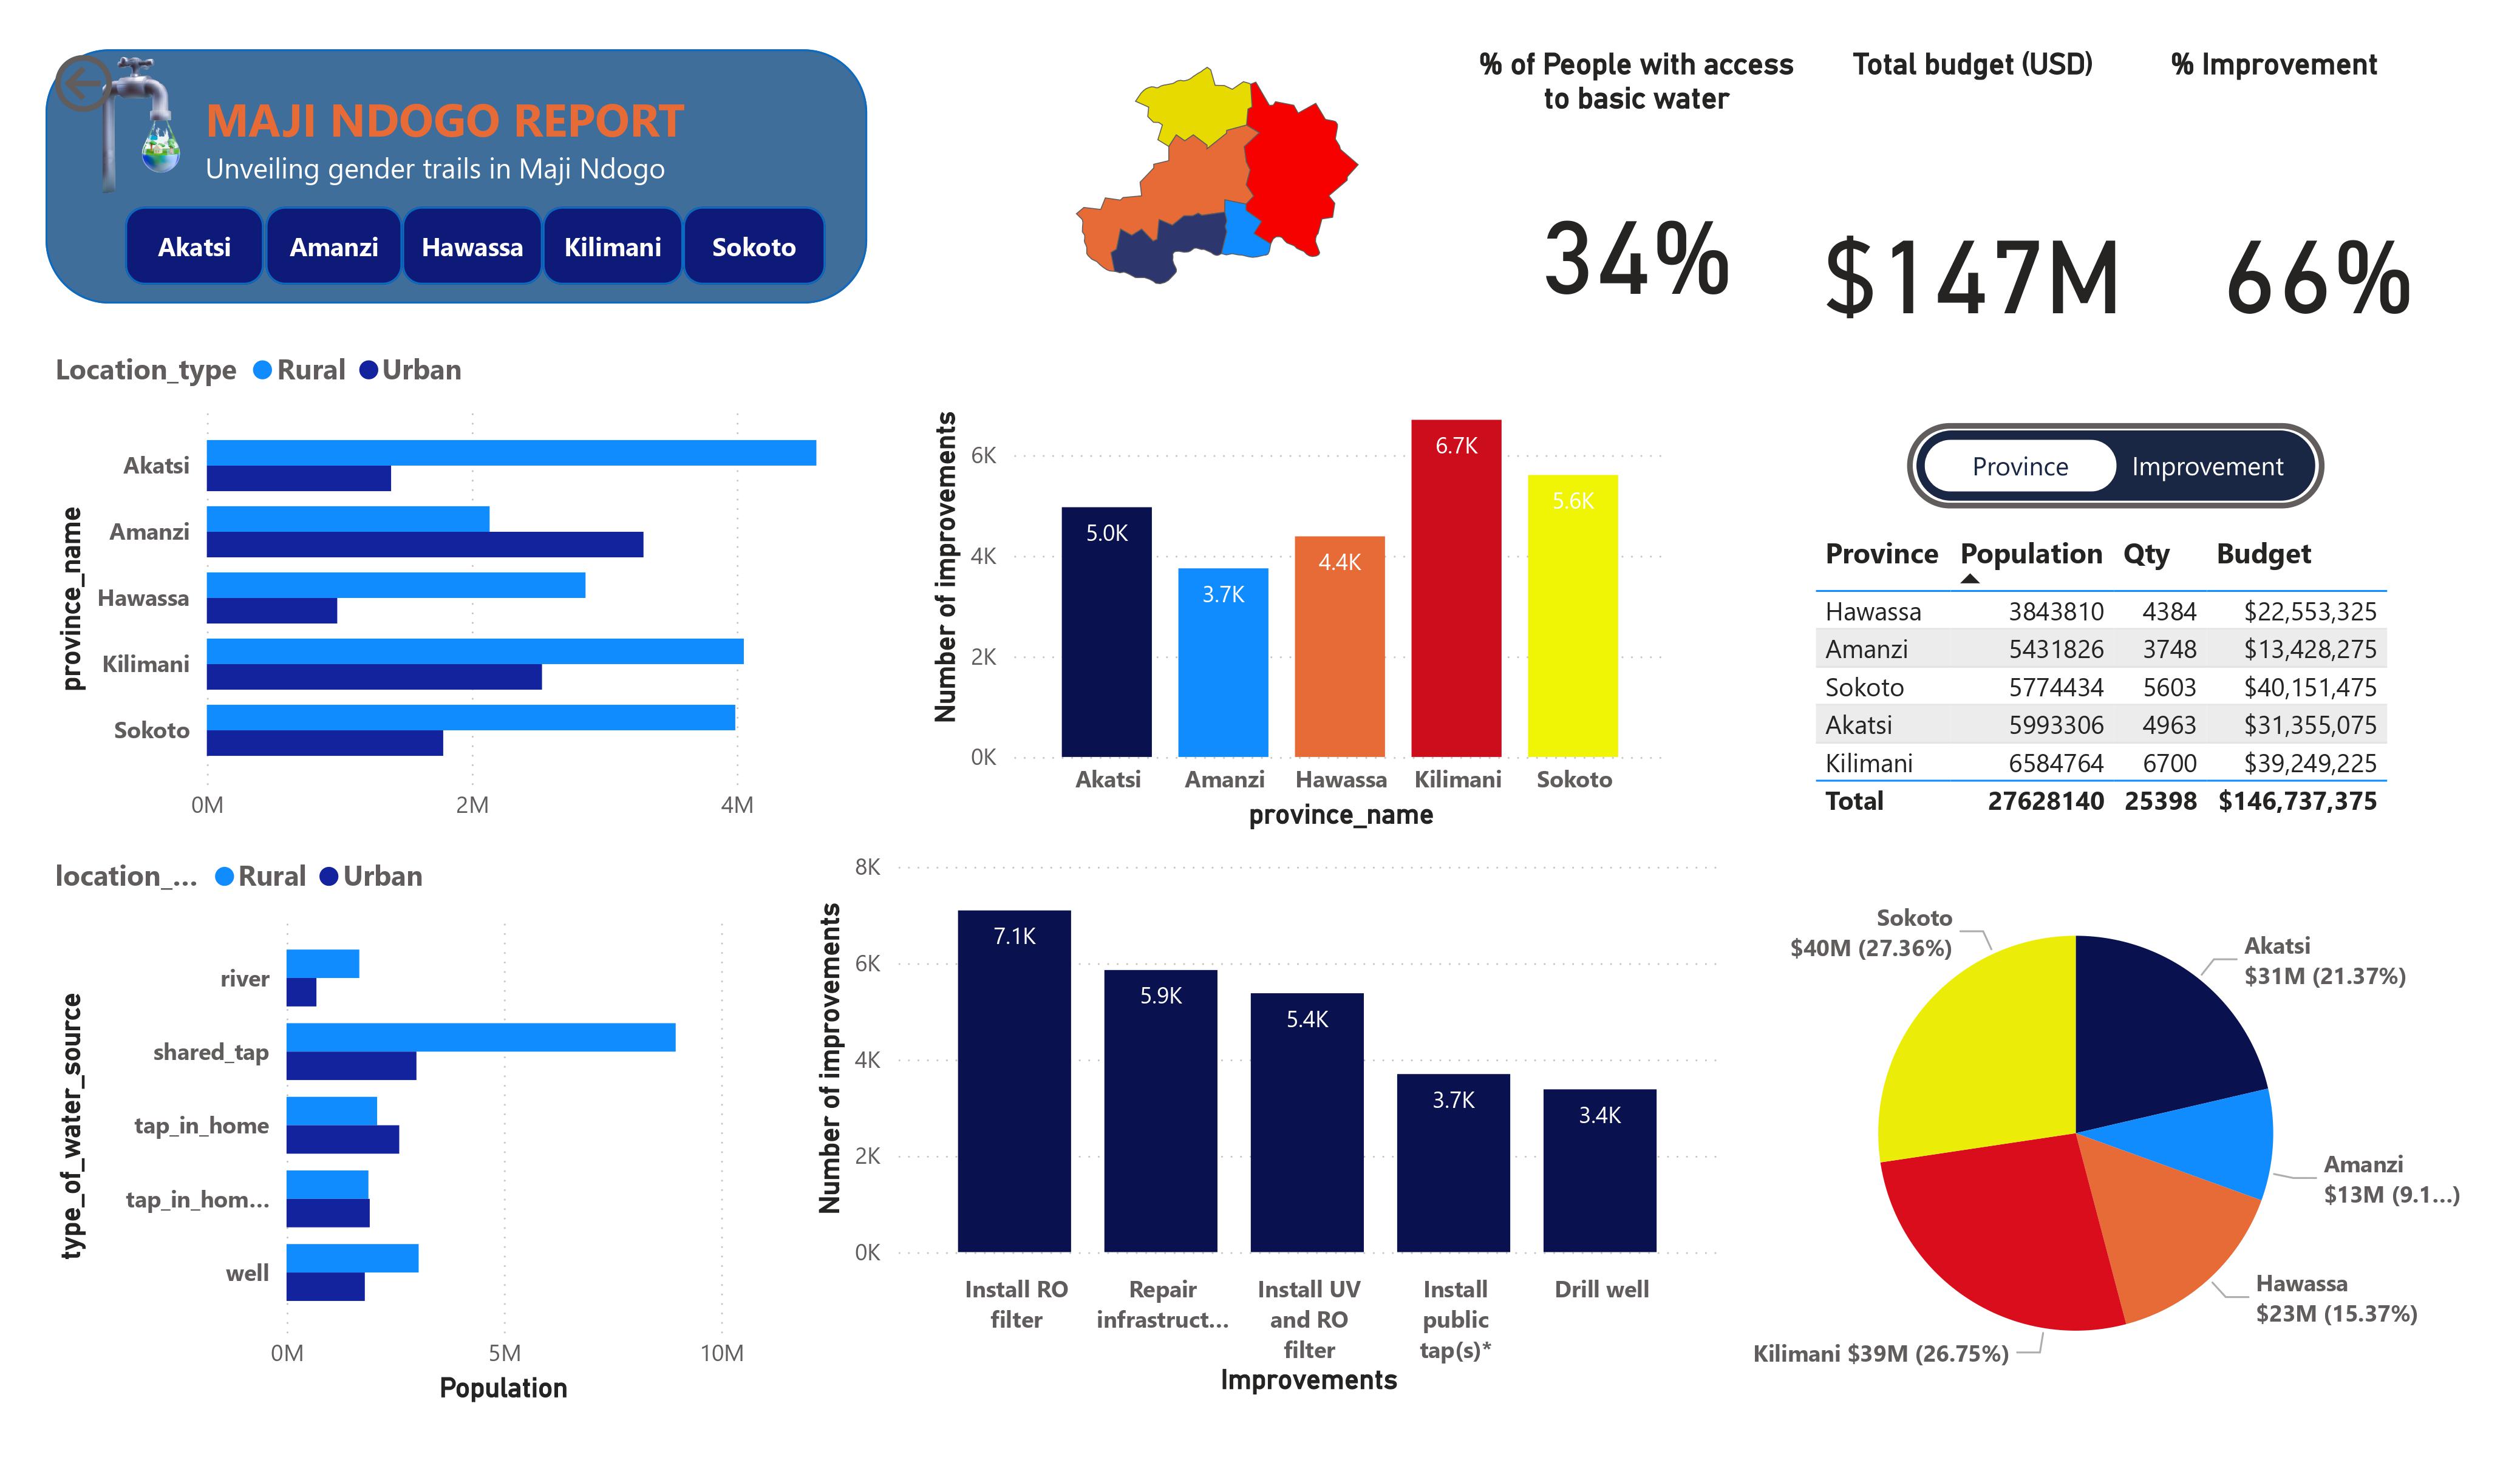 MAJI NDOGO REPORT
Unveiling gender trails in Maji Ndogo
Akatsi Amanzi Hawassa Kilimani Sokoto
% of People with access
to basic water
34%
Total budget (USD)
$147M
% Improvement
66%
Location_type Rural Urban
province_name
Akatsi
Amanzi
Hawassa
Kilimani
Sokoto
0M 2M 4M
Number of improvements
6K
4K
2K
0K
5.0K
3.7K
4.4K
6.7K
5.6K
Akatsi Amanzi Hawassa Kilimani Sokoto
province_name
Province Improvement
Province Population Qty Budget
Hawassa 3843810 4384 $22,553,325
Amanzi 5431826 3748 $13,428,275
Sokoto 5774434 5603 $40,151,475
Akatsi 5993306 4963 $31,355,075
Kilimani 6584764 6700 $39,249,225
Total 27628140 25398 $146,737,375
location_... Rural Urban
type_of_water_source
river
shared_tap
tap_in_home
tap_in_hom...
well
0M 5M 10M
Population
Number of improvements
8K
6K
4K
2K
0K
7.1K
5.9K
5.4K
3.7K
3.4K
Install RO
filter
Repair
infrastruct...
Install UV
and RO
filter
Install
public
tap(s)*
Drill well
Improvements
Sokoto
$40M (27.36%)
Akatsi
$31M (21.37%)
Amanzi
$13M (9.1...)
Hawassa
$23M (15.37%)
Kilimani $39M (26.75%)